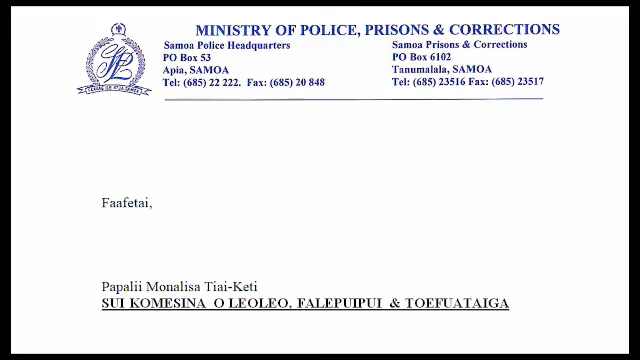 MINISTRY OF POLICE, PRISONS & CORRECTIONS
Samoa Police Headquarters
PO Box 53
Apia, SAMOA
Tel: (685) 22 222. Fax: (685) 20 848
Samoa Prisons & Corrections
PO Box 6102
Tanumalala, SAMOA
Tel: (685) 23516 Fax: (685) 23517
Faafetai,
Papalii Monalisa Tiai-Keti
SUI KOMESINA O LEOLEO, FALEPUIPUI & TOEFUATAIGA